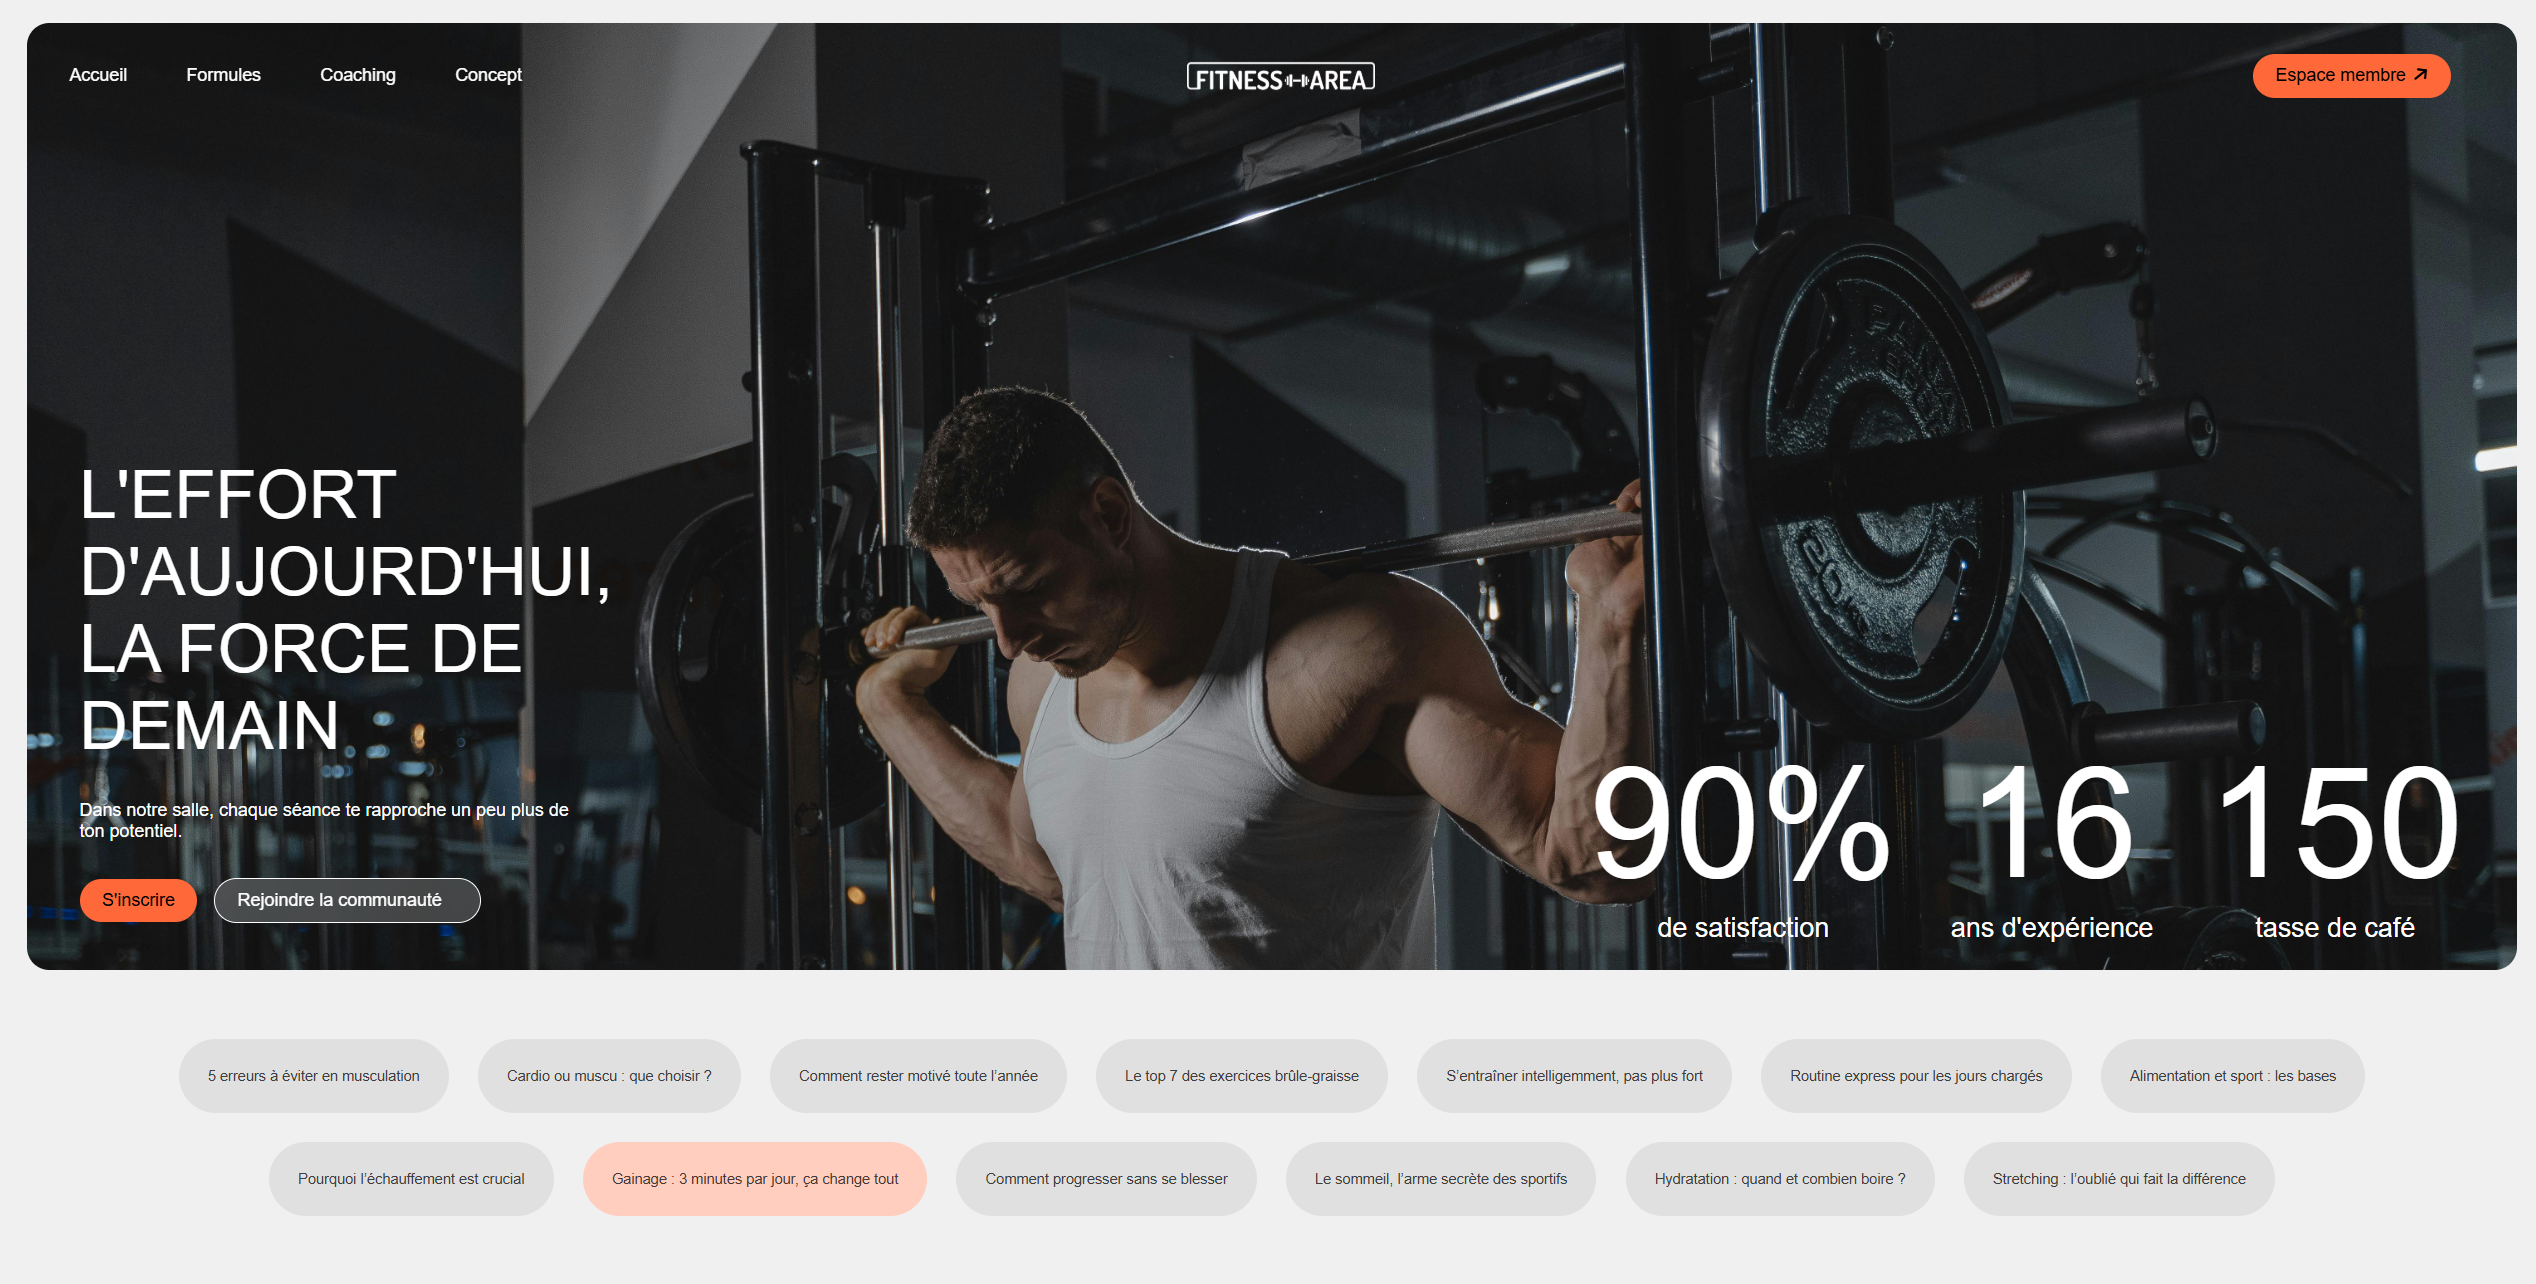 Accueil
Formules
Coaching
Concept
FITNESS AREA
Espace membre
L'EFFORT
D'AUJOURD'HUI,
LA FORCE DE
DEMAIN
Dans notre salle, chaque séance te rapproche un peu plus de
ton potentiel.
S'inscrire
Rejoindre la communauté
90%
de satisfaction
16
ans d'expérience
150
tasse de café
5 erreurs à éviter en musculation
Cardio ou muscu : que choisir ?
Comment rester motivé toute l’année
Le top 7 des exercices brûle-graisse
S’entraîner intelligemment, pas plus fort
Routine express pour les jours chargés
Alimentation et sport : les bases
Pourquoi l’échauffement est crucial
Gainage : 3 minutes par jour, ça change tout
Comment progresser sans se blesser
Le sommeil, l’arme secrète des sportifs
Hydratation : quand et combien boire ?
Stretching : l’oublié qui fait la différence